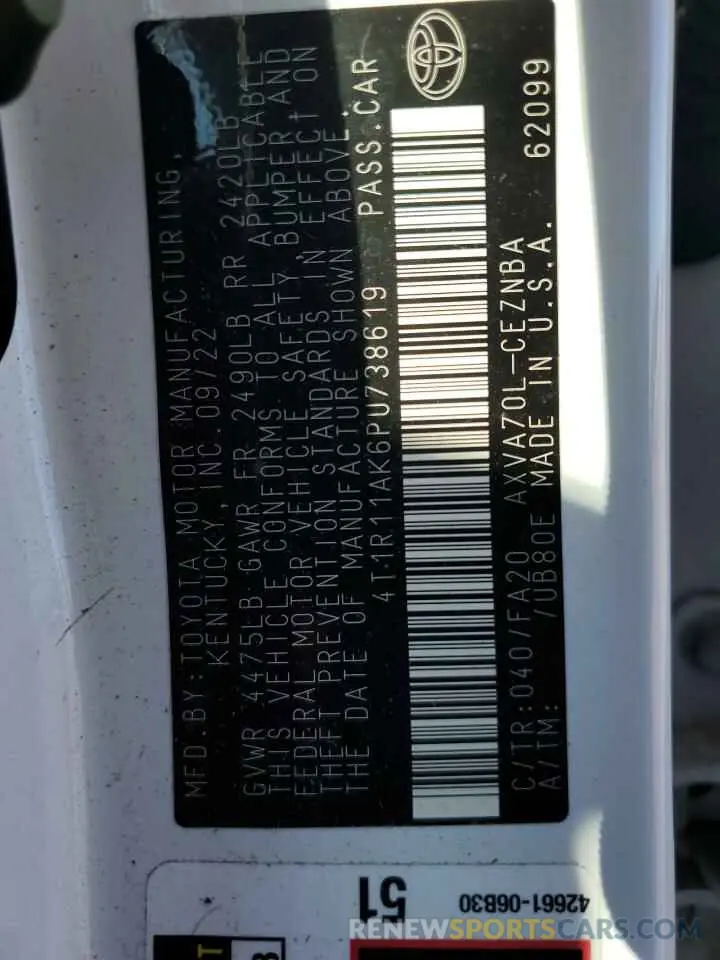 MFD.BY:TOYOTA MOTOR MANUFACTURING,
KENTUCKY, INC.09/22
GVWR 4475LB GAWR FR 2490LB RR 2420LB
THIS VEHICLE CONFORMS TO ALL APPLICABLE
FEDERAL MOTOR VEHICLE SAFETY, BUMPER, AND
THEFT PREVENTION STANDARDS IN EFFECT ON
THE DATE OF MANUFACTURE SHOWN ABOVE.
4T1R11AK6PU738619 PASS.CAR
C/TR:040/FA20 AXVA70L-CEZNBA
A/TM: /UB80E MADE IN U.S.A. 62099
51
42661-06B30
RENEWSPORTSCARS.COM